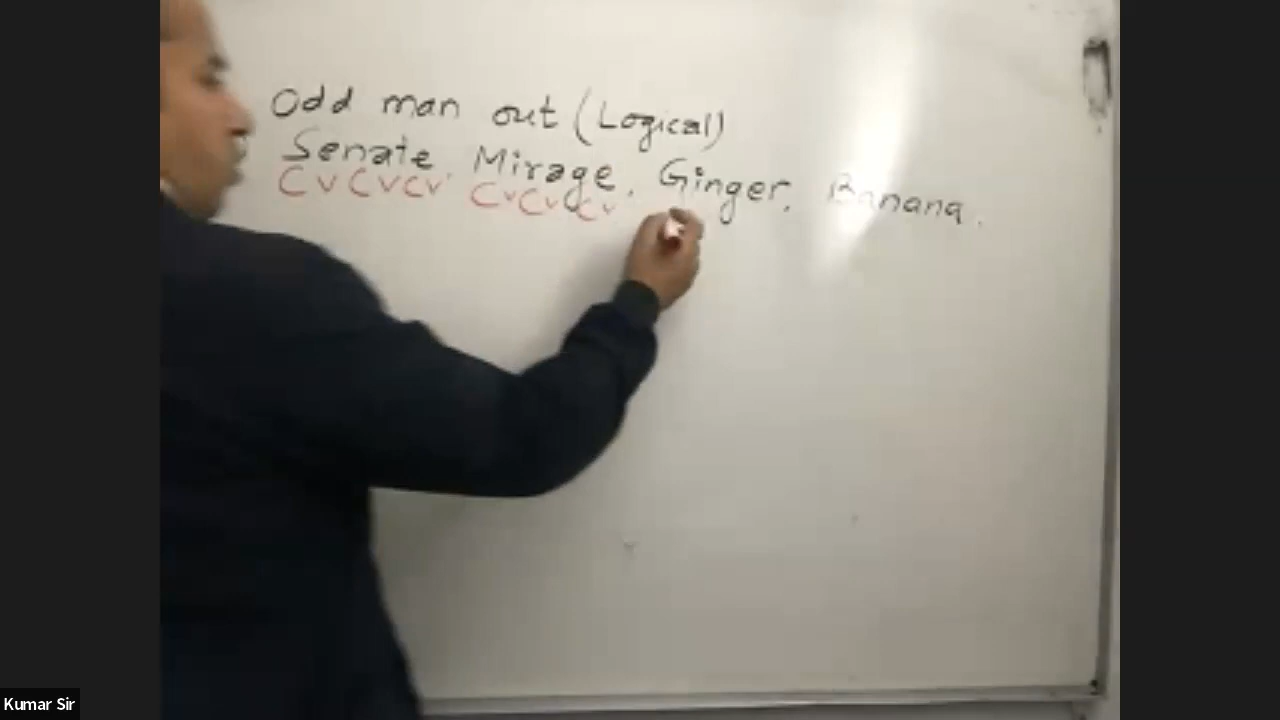 Odd man out (Logical)
Senate, Mirage, Ginger, Banana.
CVCVCV CVCVCV
Kumar Sir